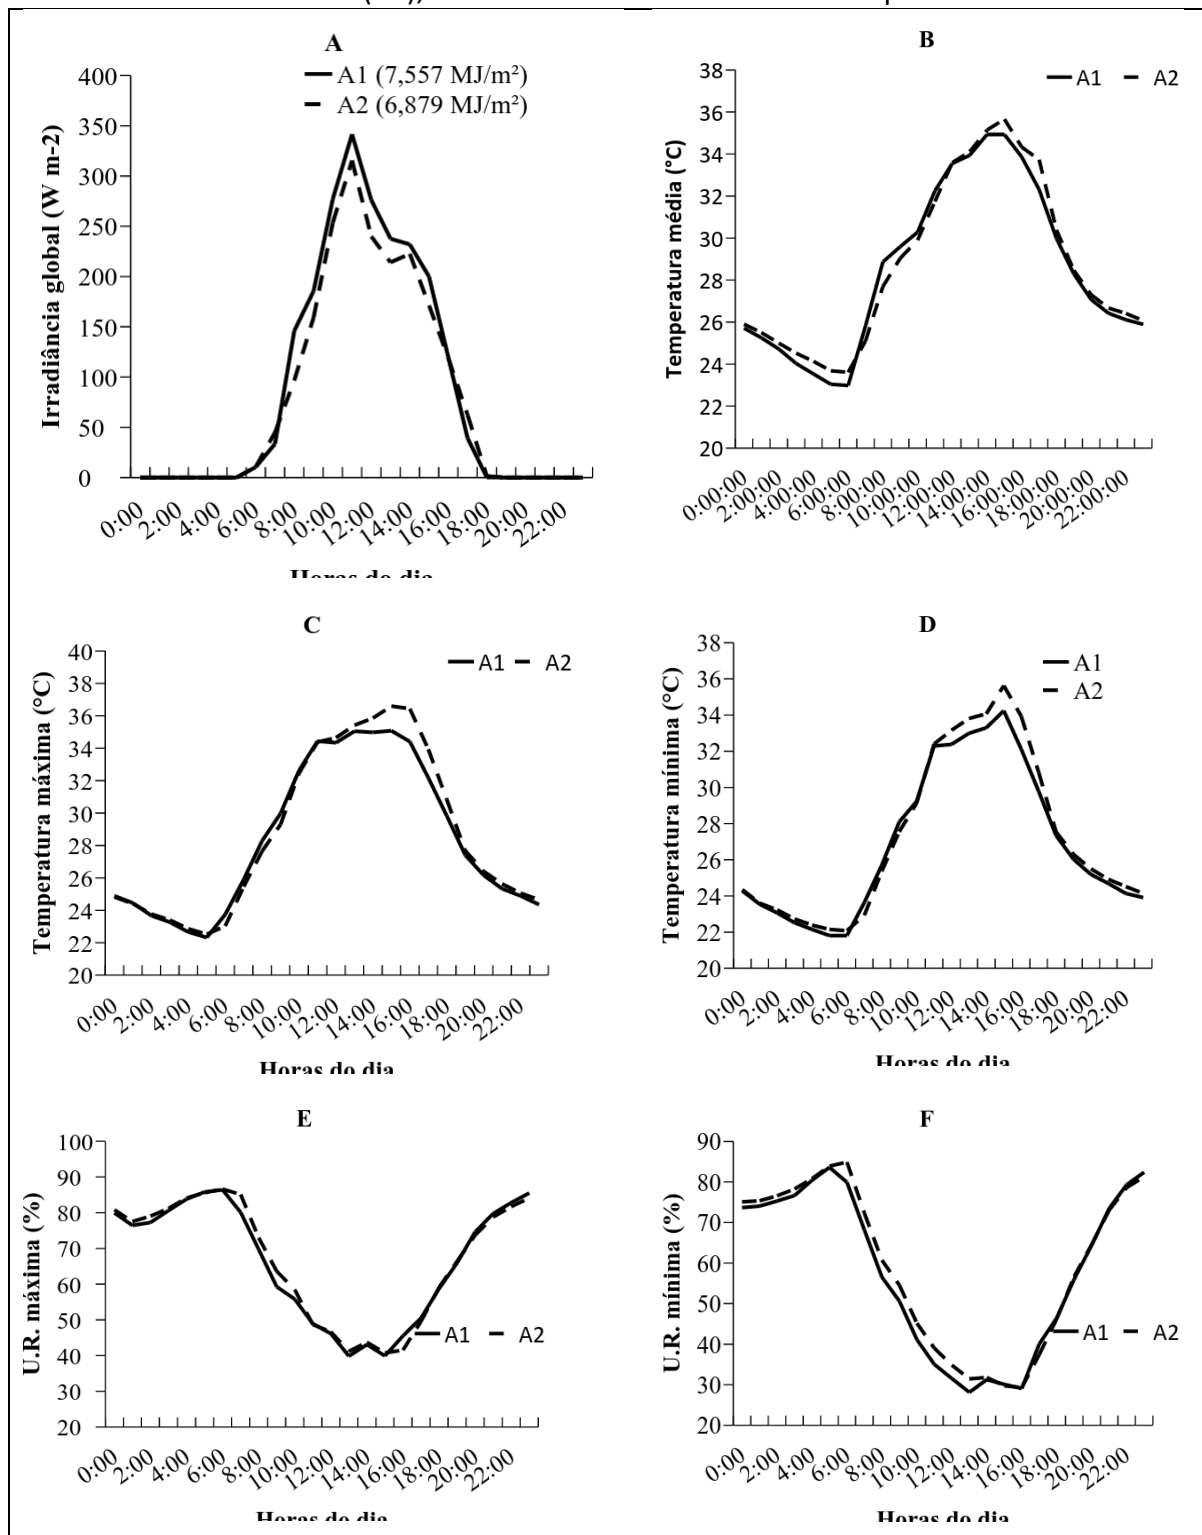 A
A1 (7,557 MJ/m²)
A2 (6,879 MJ/m²)
Irradiância global (W m-2)
400
350
300
250
200
150
100
50
0
0:00 2:00 4:00 6:00 8:00 10:00 12:00 14:00 16:00 18:00 20:00 22:00
Horas do dia
B
A1 A2
Temperatura média (°C)
38
36
34
32
30
28
26
24
22
20
0:00:00 2:00:00 4:00:00 6:00:00 8:00:00 10:00:00 12:00:00 14:00:00 16:00:00 18:00:00 20:00:00 22:00:00
C
A1 A2
Temperatura máxima (°C)
40
38
36
34
32
30
28
26
24
22
20
0:00 2:00 4:00 6:00 8:00 10:00 12:00 14:00 16:00 18:00 20:00 22:00
Horas do dia
D
A1
A2
Temperatura mínima (°C)
38
36
34
32
30
28
26
24
22
20
0:00 2:00 4:00 6:00 8:00 10:00 12:00 14:00 16:00 18:00 20:00 22:00
Horas do dia
E
U.R. máxima (%)
100
90
80
70
60
50
40
30
20
A1 A2
0:00 2:00 4:00 6:00 8:00 10:00 12:00 14:00 16:00 18:00 20:00 22:00
Horas do dia
F
U.R. mínima (%)
90
80
70
60
50
40
30
20
A1 A2
0:00 2:00 4:00 6:00 8:00 10:00 12:00 14:00 16:00 18:00 20:00 22:00
Horas do dia